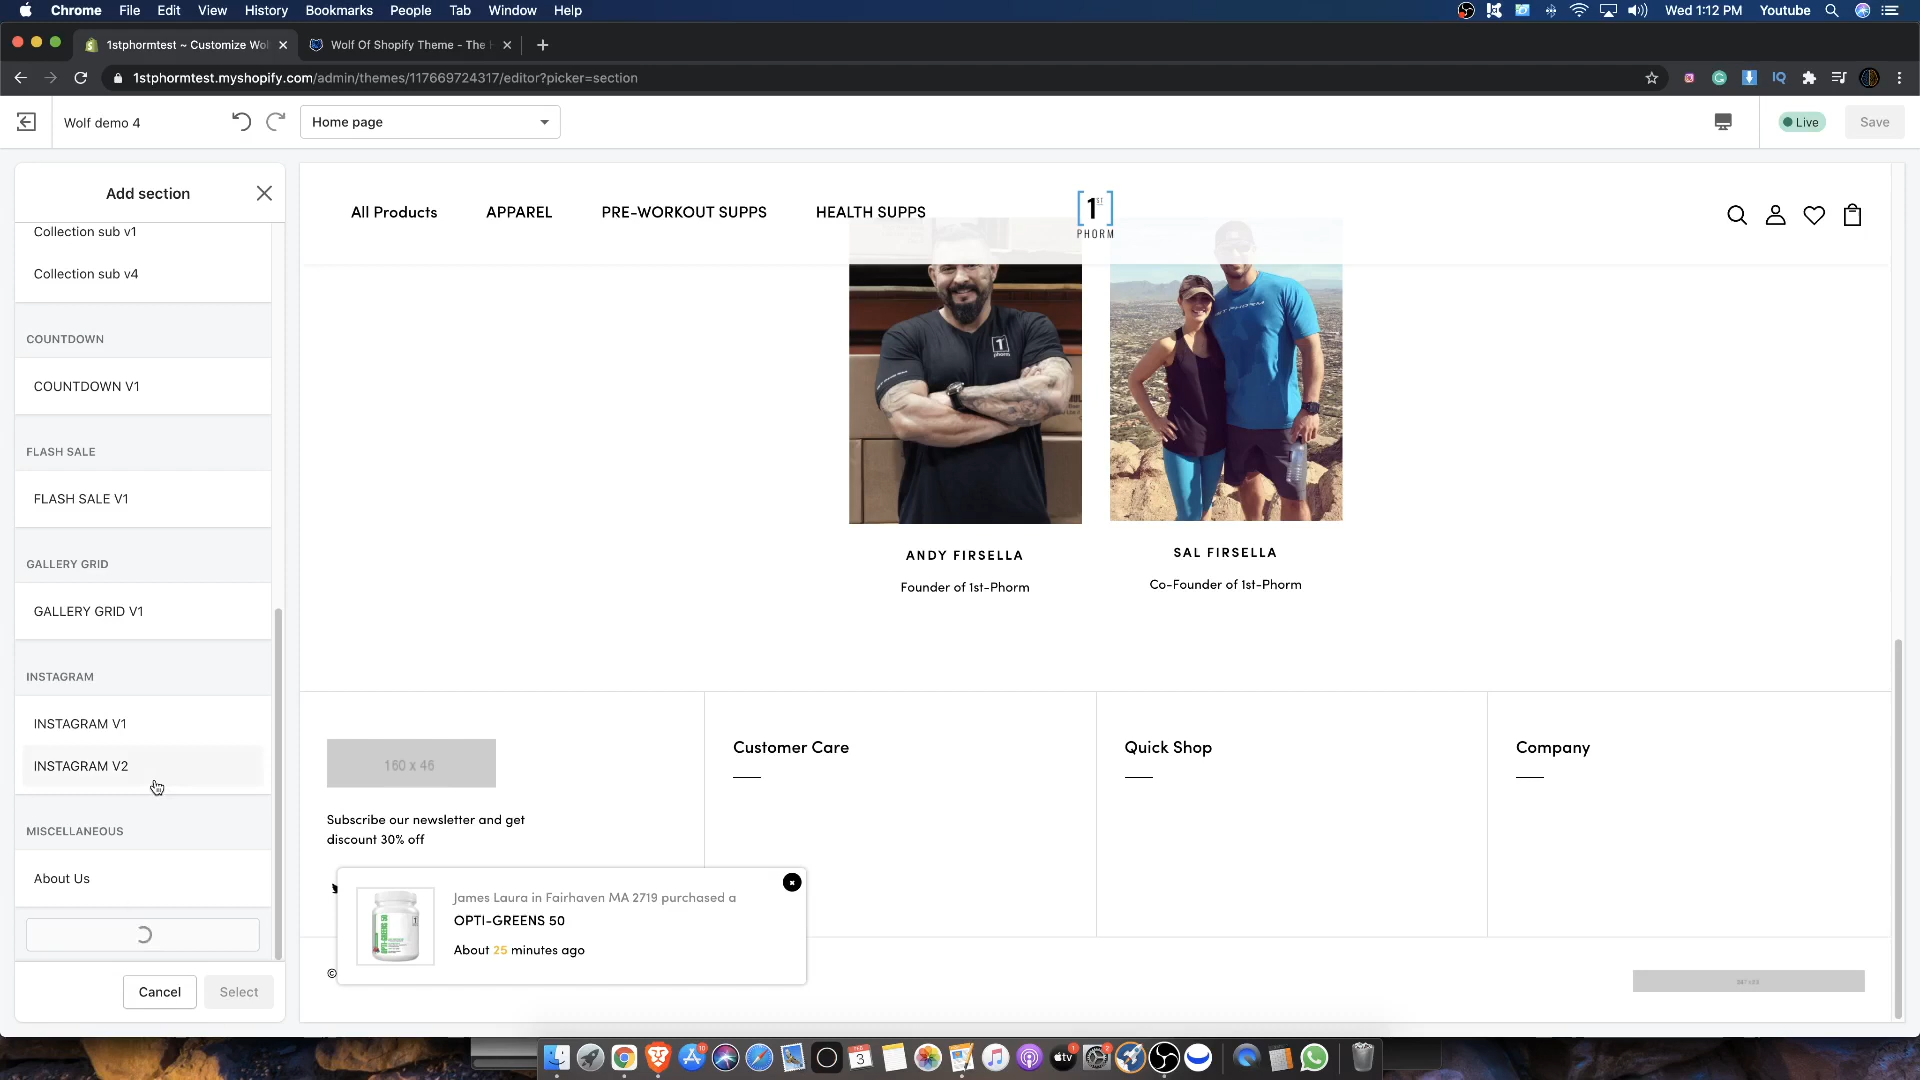 Chrome File Edit View History Bookmarks People Tab Window Help
Wed 1:12 PM Youtube
1stphormtest ~ Customize Wo
Wolf Of Shopify Theme - The
1stphormtest.myshopify.com/admin/themes/117669724317/editor?picker=section
IQ
Wolf demo 4
Home page
Live
Save
Add section
Collection sub v1
Collection sub v4
COUNTDOWN
COUNTDOWN V1
FLASH SALE
FLASH SALE V1
GALLERY GRID
GALLERY GRID V1
INSTAGRAM
INSTAGRAM V1
INSTAGRAM V2
MISCELLANEOUS
About Us
Cancel
Select
All Products
APPAREL
PRE-WORKOUT SUPPS
HEALTH SUPPS
1ST
PHORM
ANDY FIRSELLA
Founder of 1st-Phorm
SAL FIRSELLA
Co-Founder of 1st-Phorm
160 x 46
Subscribe our newsletter and get
discount 30% off
Customer Care
Quick Shop
Company
James Laura in Fairhaven MA 2719 purchased a
OPTI-GREENS 50
About 25 minutes ago
©